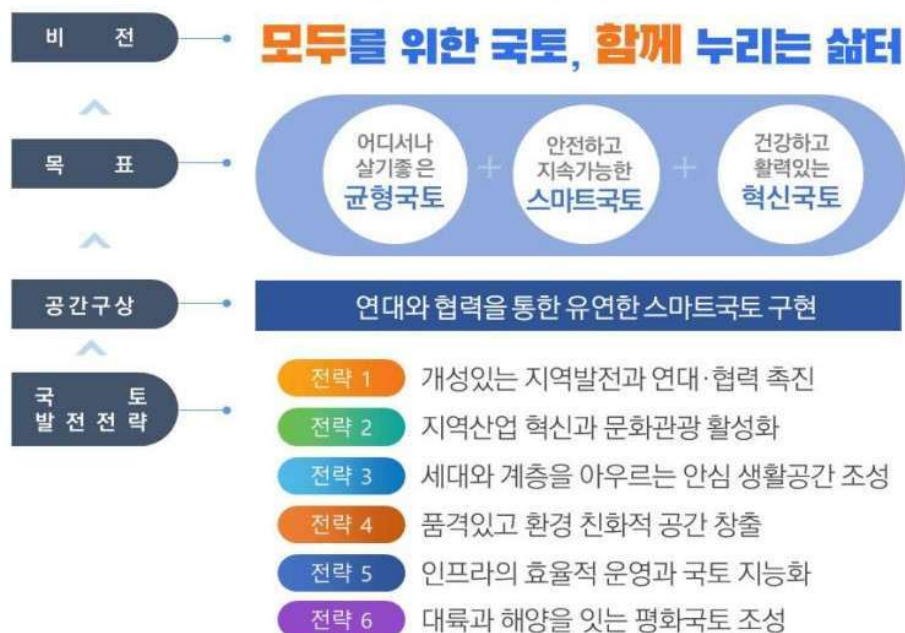 비 전
모두를 위한 국토, 함께 누리는 삶터
목 표
어디서나
살기좋은
균형국토
+
안전하고
지속가능한
스마트국토
+
건강하고
활력있는
혁신국토
공간구상
연대와 협력을 통한 유연한 스마트국토 구현
국 토
발전전략
전략 1 개성있는 지역발전과 연대·협력 촉진
전략 2 지역산업 혁신과 문화관광 활성화
전략 3 세대와 계층을 아우르는 안심 생활공간 조성
전략 4 품격있고 환경 친화적 공간 창출
전략 5 인프라의 효율적 운영과 국토 지능화
전략 6 대륙과 해양을 잇는 평화국토 조성